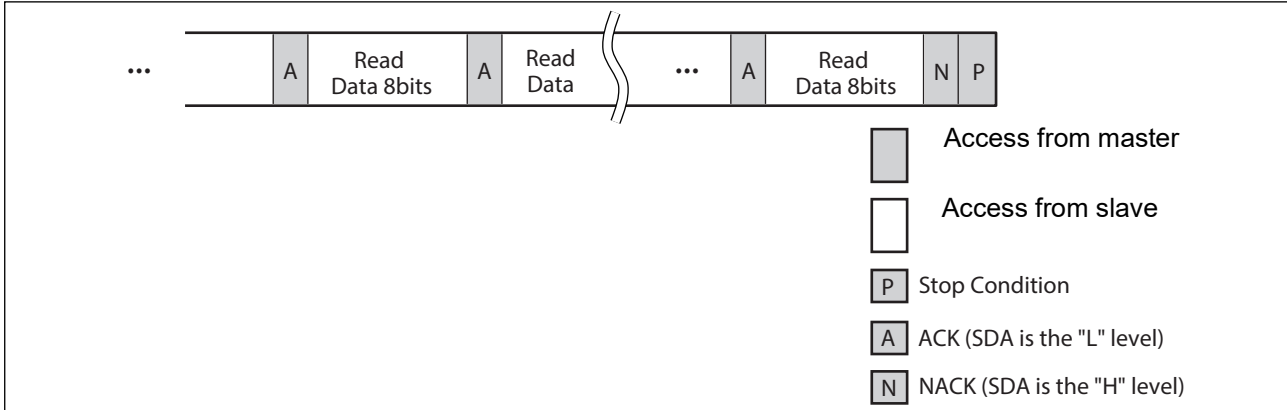 ... A Read Data 8bits A Read Data ... A Read Data 8bits N P
Access from master
Access from slave
P Stop Condition
A ACK (SDA is the "L" level)
N NACK (SDA is the "H" level)